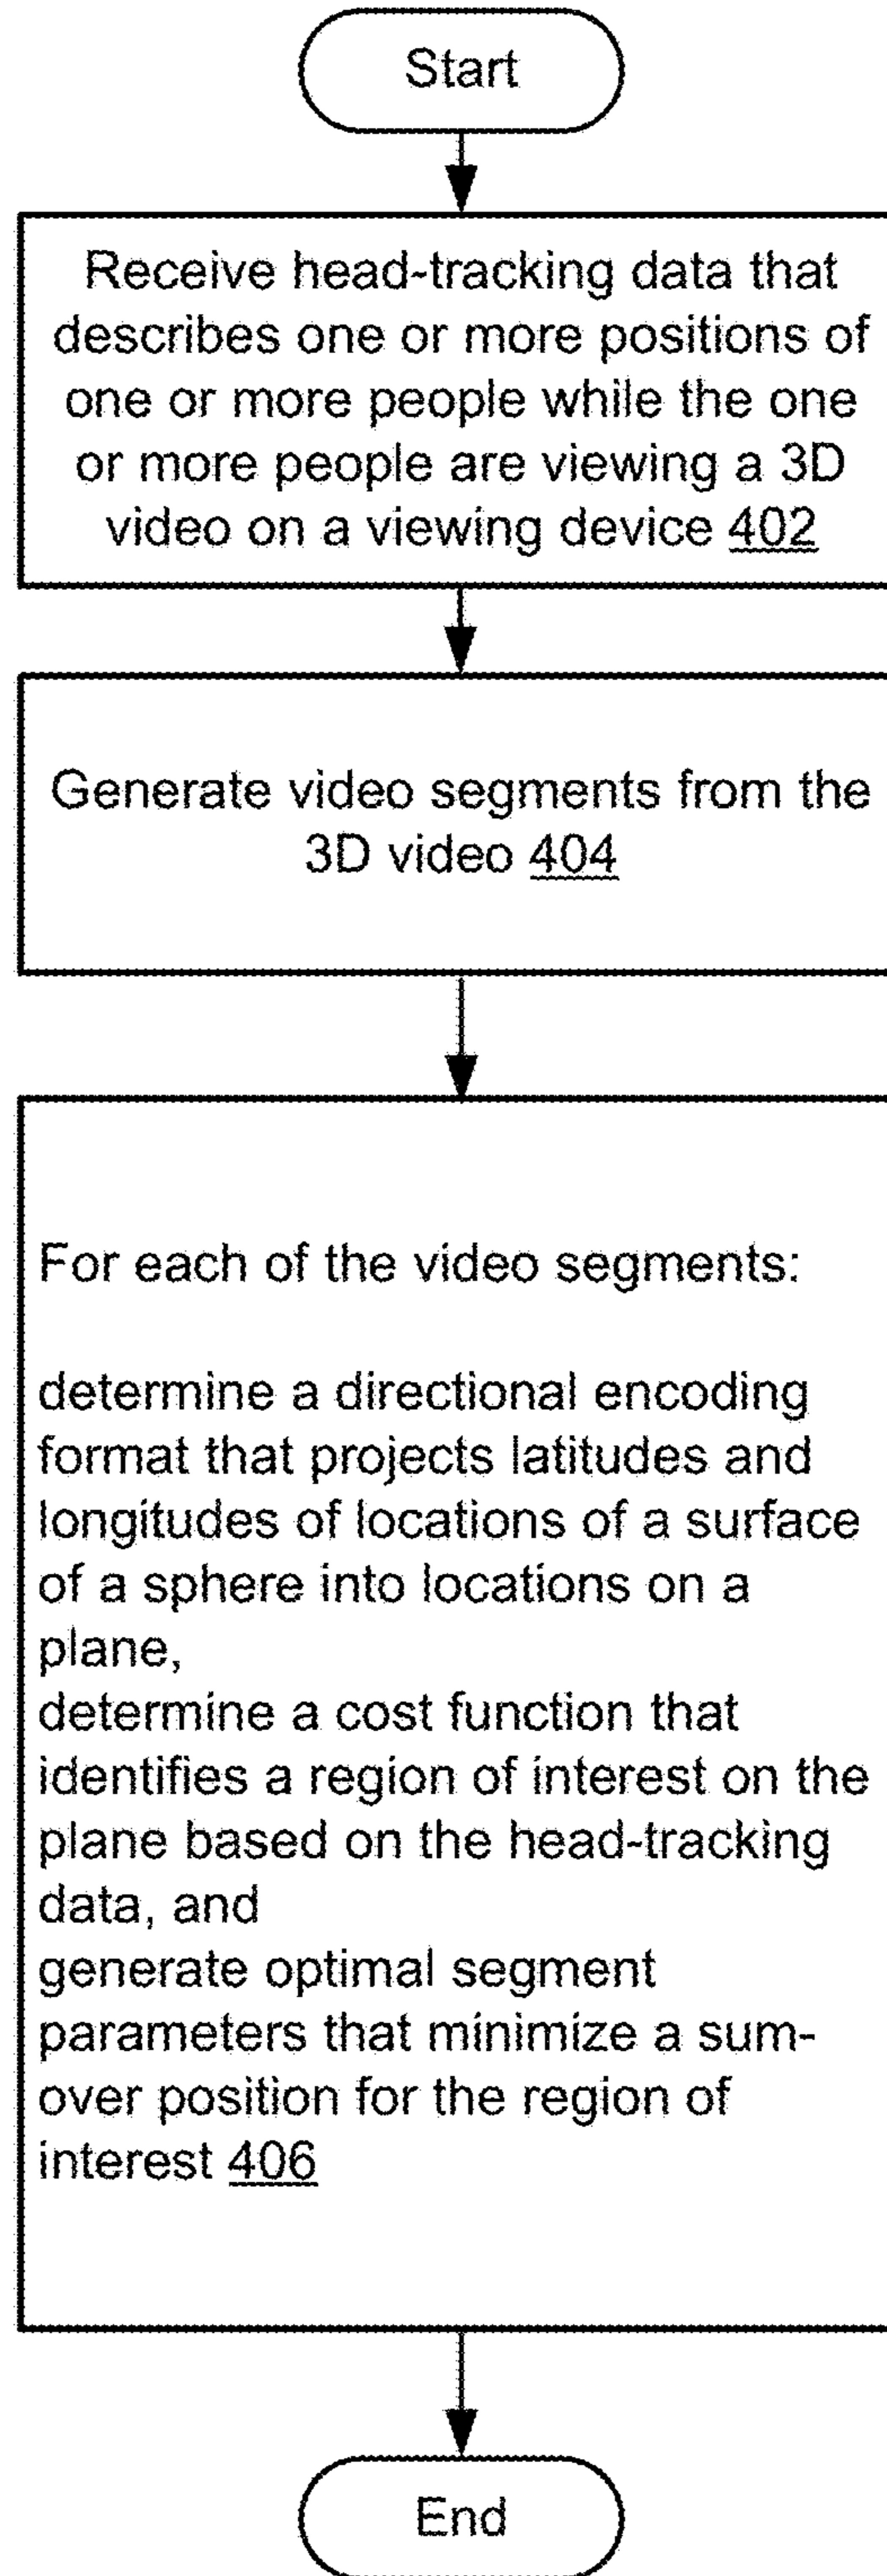 Start
Receive head-tracking data that
describes one or more positions of
one or more people while the one
or more people are viewing a 3D
video on a viewing device 402
Generate video segments from the
3D video 404
For each of the video segments:
determine a directional encoding
format that projects latitudes and
longitudes of locations of a surface
of a sphere into locations on a
plane,
determine a cost function that
identifies a region of interest on the
plane based on the head-tracking
data, and
generate optimal segment
parameters that minimize a sum-
over position for the region of
interest 406
End